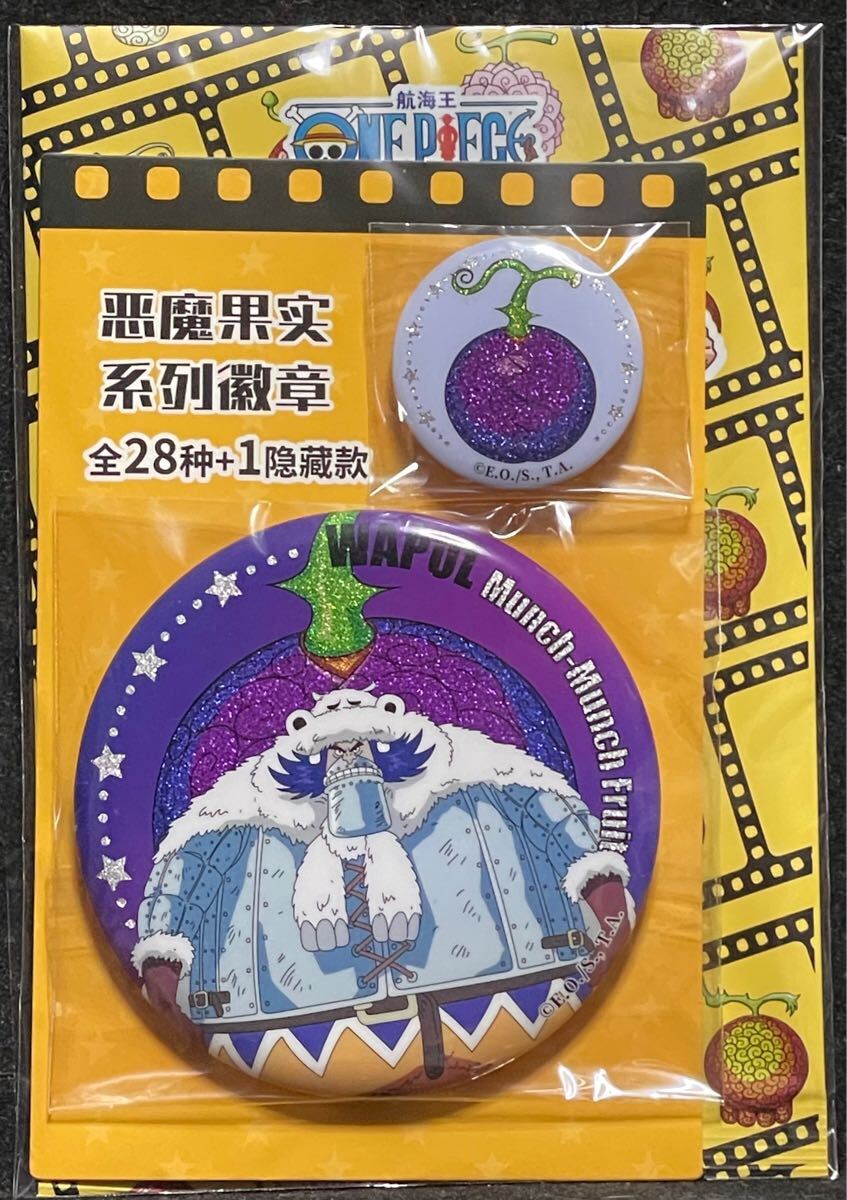 航海王
ONE PIECE
恶魔果实
系列徽章
全28种+1隐藏款
©E.O./S., T.A.
WAPOL Munch-Munch Fruit
©E.O./S., T.A.